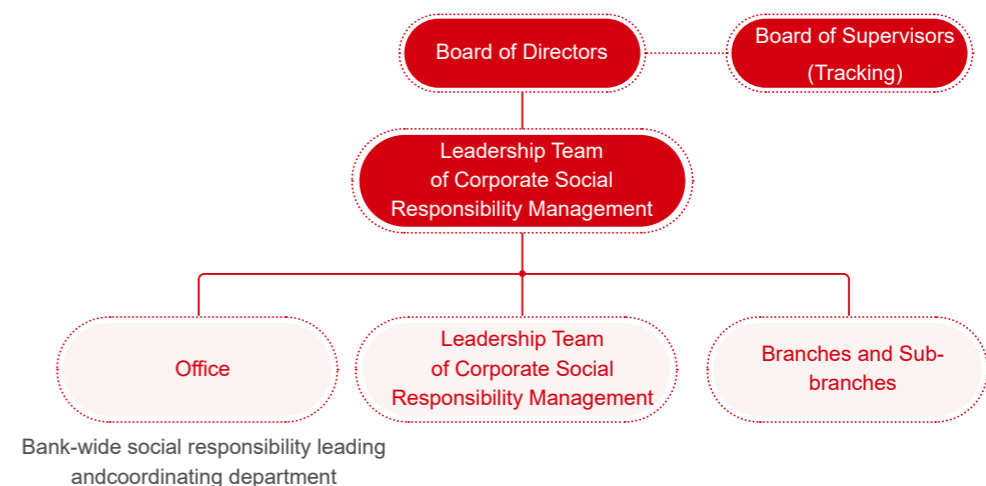 Board of Directors
Board of Supervisors
(Tracking)
Leadership Team
of Corporate Social
Responsibility Management
Office
Leadership Team
of Corporate Social
Responsibility Management
Branches and Sub-
branches
Bank-wide social responsibility leading
andcoordinating department